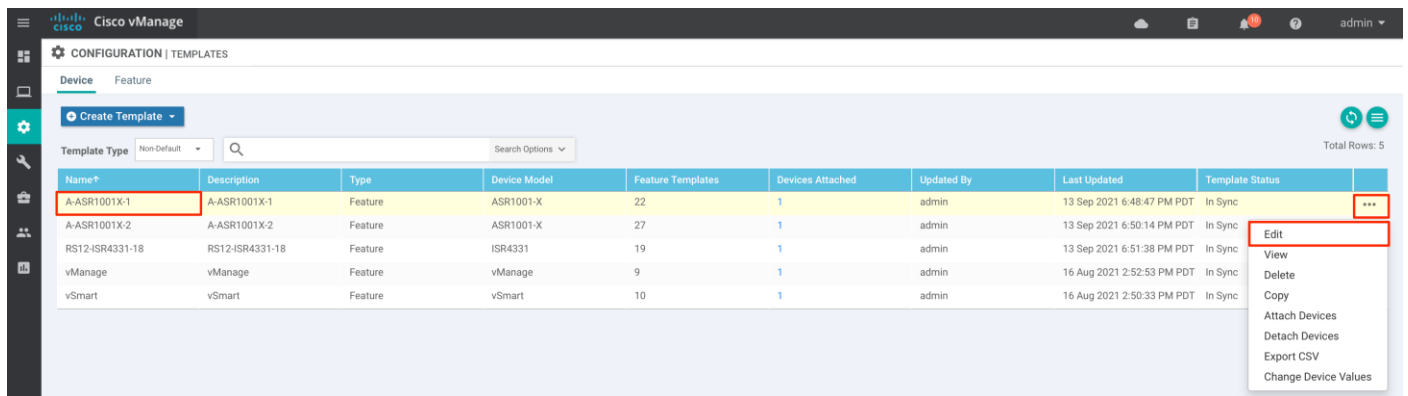 cisco Cisco vManage 10 admin
CONFIGURATION | TEMPLATES
Device Feature
Create Template
Template Type Non-Default Search Options Total Rows: 5
Name↑ Description Type Device Model Feature Templates Devices Attached Updated By Last Updated Template Status
A-ASR1001X-1 A-ASR1001X-1 Feature ASR1001-X 22 1 admin 13 Sep 2021 6:48:47 PM PDT In Sync •••
A-ASR1001X-2 A-ASR1001X-2 Feature ASR1001-X 27 1 admin 13 Sep 2021 6:50:14 PM PDT In Sync
RS12-ISR4331-18 RS12-ISR4331-18 Feature ISR4331 19 1 admin 13 Sep 2021 6:51:38 PM PDT In Sync
vManage vManage Feature vManage 9 1 admin 16 Aug 2021 2:52:53 PM PDT In Sync
vSmart vSmart Feature vSmart 10 1 admin 16 Aug 2021 2:50:33 PM PDT In Sync
Edit
View
Delete
Copy
Attach Devices
Detach Devices
Export CSV
Change Device Values